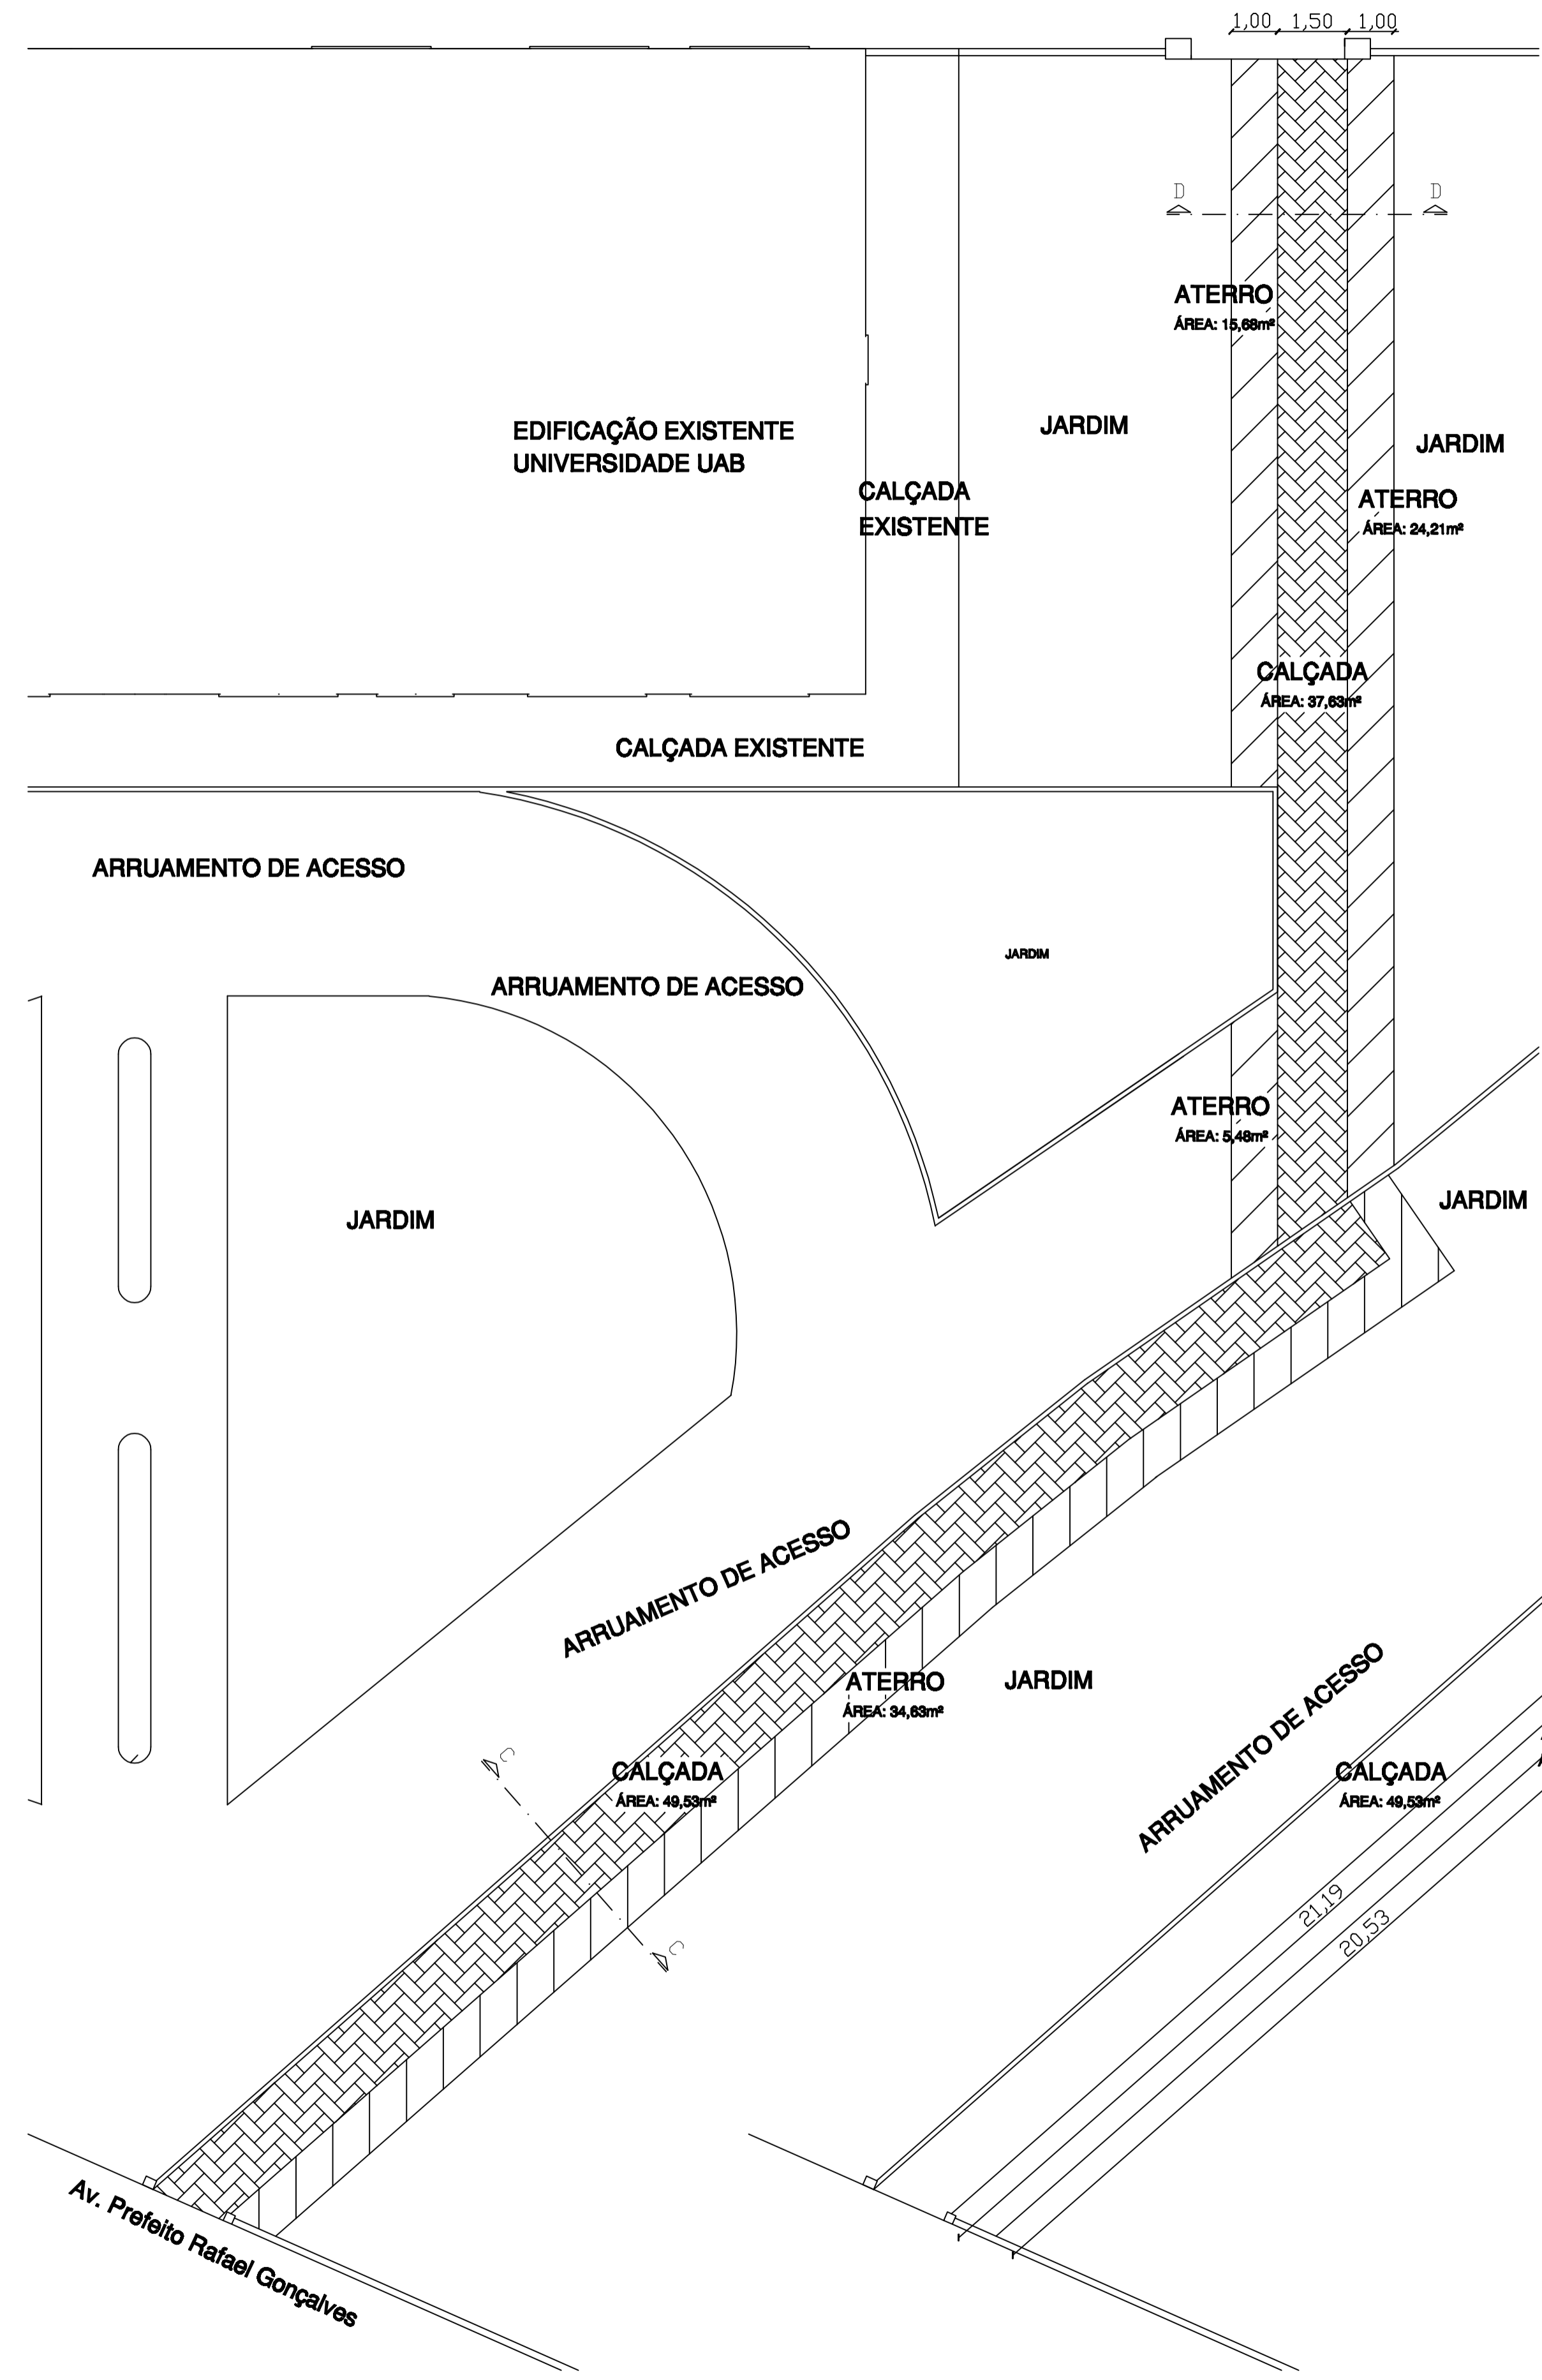 1,00 1,50 1,00
D D
ATERRO
ÁREA: 15,68m²
JARDIM
EDIFICAÇÃO EXISTENTE
UNIVERSIDADE UAB
JARDIM
CALÇADA
EXISTENTE
ATERRO
ÁREA: 24,21m²
CALÇADA
ÁREA: 37,63m²
CALÇADA EXISTENTE
ARRUAMENTO DE ACESSO
JARDIM
ARRUAMENTO DE ACESSO
ATERRO
ÁREA: 5,48m²
JARDIM
JARDIM
ARRUAMENTO DE ACESSO
ATERRO
ÁREA: 34,63m²
JARDIM
ARRUAMENTO DE ACESSO
C
CALÇADA
ÁREA: 49,53m²
CALÇADA
ÁREA: 49,53m²
21,19
20,53
C
Av. Prefeito Rafael Gonçalves